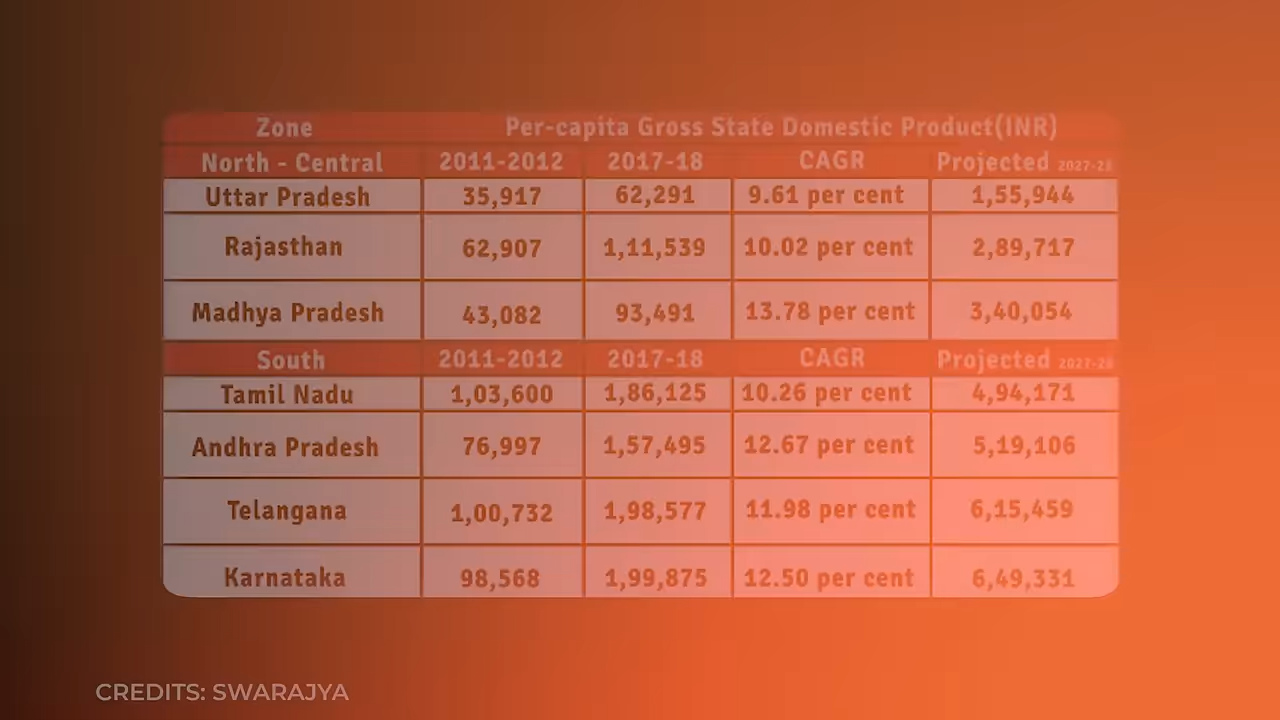 Zone Per-capita Gross State Domestic Product(INR)
North - Central 2011-2012 2017-18 CAGR Projected 2027-28
Uttar Pradesh 35,917 62,291 9.61 per cent 1,55,944
Rajasthan 62,907 1,11,539 10.02 per cent 2,89,717
Madhya Pradesh 43,082 93,491 13.78 per cent 3,40,054
South 2011-2012 2017-18 CAGR Projected 2027-28
Tamil Nadu 1,03,600 1,86,125 10.26 per cent 4,94,171
Andhra Pradesh 76,997 1,57,495 12.67 per cent 5,19,106
Telangana 1,00,732 1,98,577 11.98 per cent 6,15,459
Karnataka 98,568 1,99,875 12.50 per cent 6,49,331
CREDITS: SWARAJYA